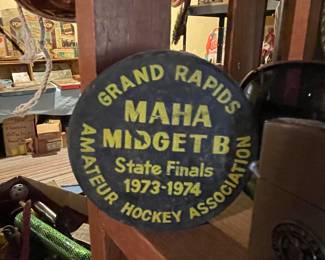 GRAND RAPIDS
MAHA
MIDGET B
State Finals
1973-1974
AMATEUR HOCKEY ASSOCIATION